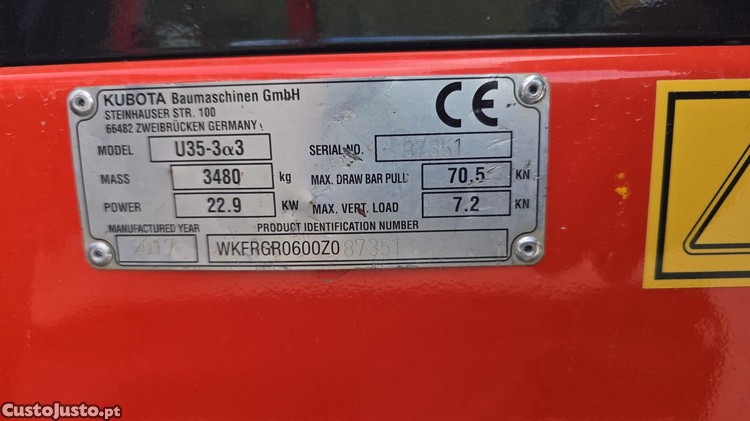 KUBOTA Baumaschinen GmbH
STEINHAUSER STR. 100
66482 ZWEIBRÜCKEN GERMANY
CE
MODEL U35-3α3 SERIAL NO. 87351
MASS 3480 kg MAX. DRAW BAR PULL 70.5 KN
POWER 22.9 KW MAX. VERT. LOAD 7.2 KN
MANUFACTURED YEAR PRODUCT IDENTIFICATION NUMBER
WKFRGR0600Z087351
CustoJusto.pt